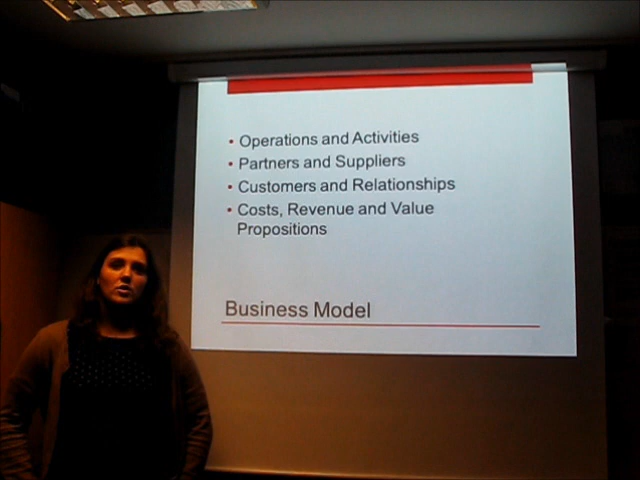 • Operations and Activities
• Partners and Suppliers
• Customers and Relationships
• Costs, Revenue and Value
Propositions
Business Model